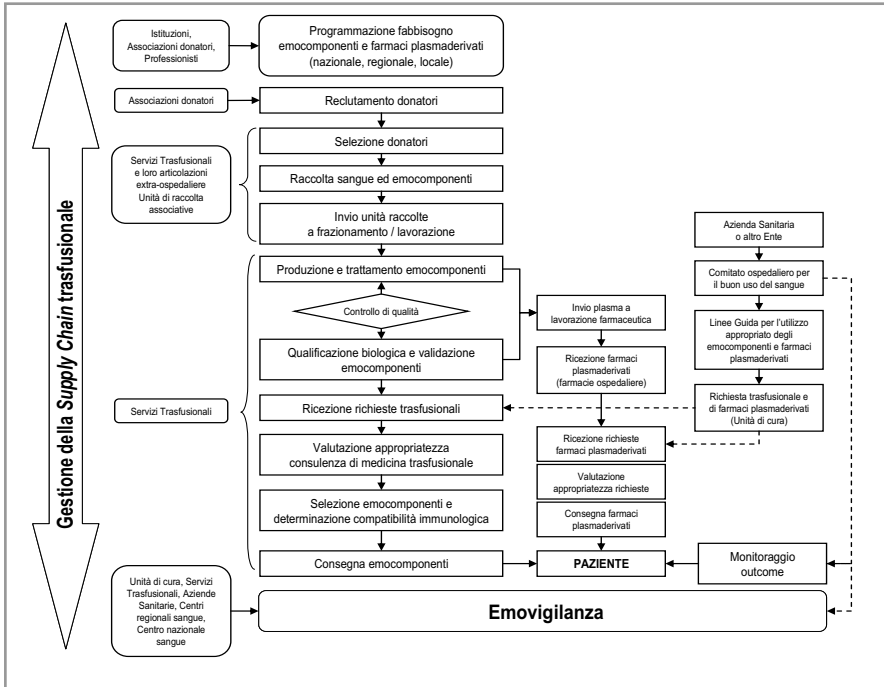 Gestione della Supply Chain trasfusionale
Istituzioni,
Associazioni donatori,
Professionisti
Programmazione fabbisogno
emocomponenti e farmaci plasmaderivati
(nazionale, regionale, locale)
Associazioni donatori
Reclutamento donatori
Selezione donatori
Servizi Trasfusionali
e loro articolazioni
extra-ospedaliere
Unità di raccolta
associative
Raccolta sangue ed emocomponenti
Invio unità raccolte
a frazionamento / lavorazione
Azienda Sanitaria
o altro Ente
Produzione e trattamento emocomponenti
Comitato ospedaliero per
il buon uso del sangue
Controllo di qualità
Invio plasma a
lavorazione farmaceutica
Linee Guida per l'utilizzo
appropriato degli
emocomponenti e farmaci
plasmaderivati
Qualificazione biologica e validazione
emocomponenti
Ricezione farmaci
plasmaderivati
(farmacie ospedaliere)
Servizi Trasfusionali
Ricezione richieste trasfusionali
Richiesta trasfusionale e
di farmaci plasmaderivati
(Unità di cura)
Valutazione appropriatezza
consulenza di medicina trasfusionale
Ricezione richieste
farmaci plasmaderivati
Valutazione
appropriatezza richieste
Selezione emocomponenti e
determinazione compatibilità immunologica
Consegna farmaci
plasmaderivati
Consegna emocomponenti
PAZIENTE
Monitoraggio
outcome
Unità di cura, Servizi
Trasfusionali, Aziende
Sanitarie, Centri
regionali sangue,
Centro nazionale
sangue
Emovigilanza